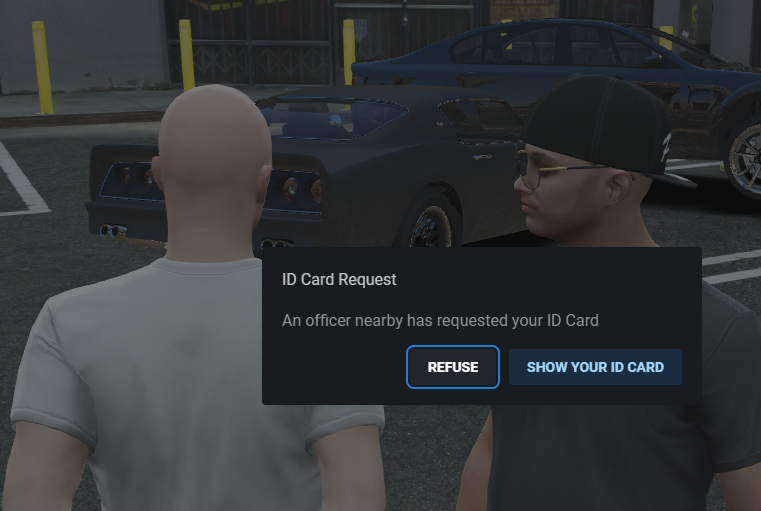 ID Card Request
An officer nearby has requested your ID Card
REFUSE
SHOW YOUR ID CARD